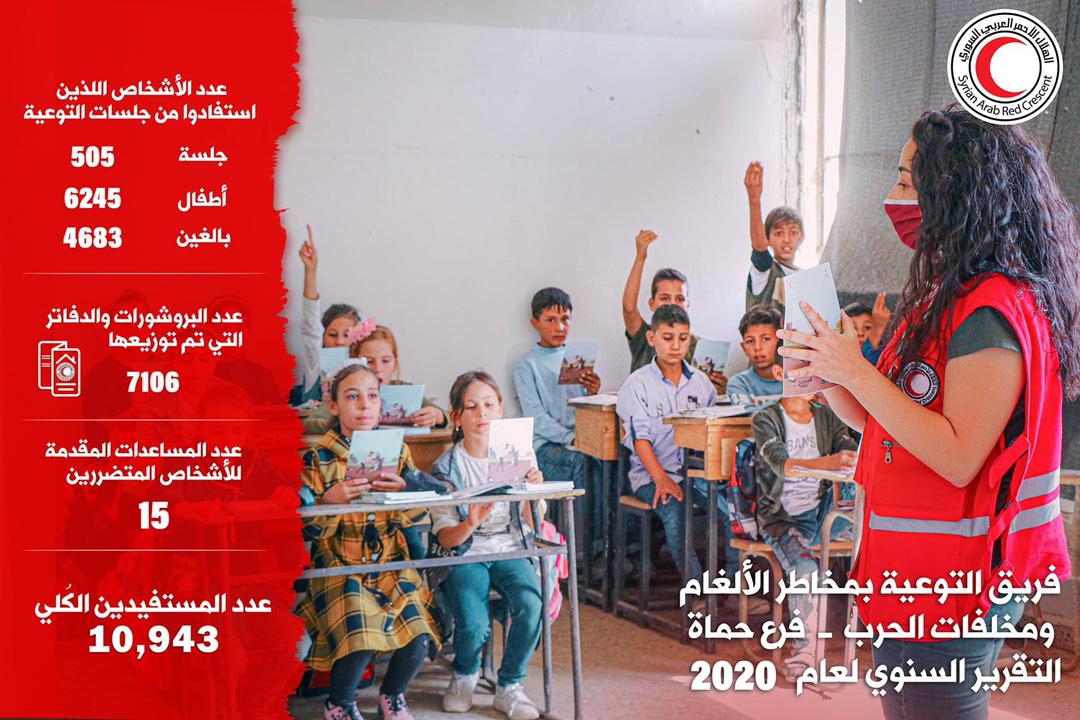 عدد الأشخاص اللذين
استفادوا من جلسات التوعية
جلسة 505
أطفال 6245
بالغين 4683
عدد البروشورات والدفاتر
التي تم توزيعها
7106
عدد المساعدات المقدمة
للأشخاص المتضررين
15
عدد المستفيدين الكُلي
10,943
الهلال الأحمر العربي السوري
Syrian Arab Red Crescent
فريق التوعية بمخاطر الألغام
ومخلفات الحرب - فرع حماة
التقرير السنوي لعام 2020